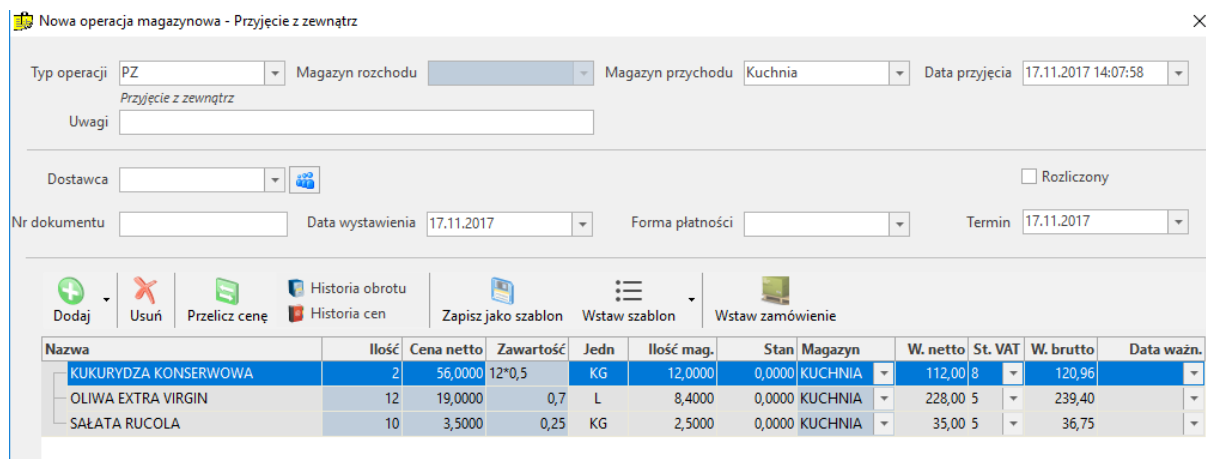 Nowa operacja magazynowa - Przyjęcie z zewnątrz
Typ operacji PZ Magazyn rozchodu Magazyn przychodu Kuchnia Data przyjęcia 17.11.2017 14:07:58
Przyjęcie z zewnątrz
Uwagi
Dostawca Rozliczony
Nr dokumentu Data wystawienia 17.11.2017 Forma płatności Termin 17.11.2017
Historia obrotu
Historia cen
Dodaj Usuń Przelicz cenę Zapisz jako szablon Wstaw szablon Wstaw zamówienie
Nazwa Ilość Cena netto Zawartość Jedn Ilość mag. Stan Magazyn W. netto St. VAT W. brutto Data ważn.
KUKURYDZA KONSERWOWA 2 56,0000 12*0,5 KG 12,0000 0,0000 KUCHNIA 112,00 8 120,96
OLIWA EXTRA VIRGIN 12 19,0000 0,7 L 8,4000 0,0000 KUCHNIA 228,00 5 239,40
SAŁATA RUCOLA 10 3,5000 0,25 KG 2,5000 0,0000 KUCHNIA 35,00 5 36,75